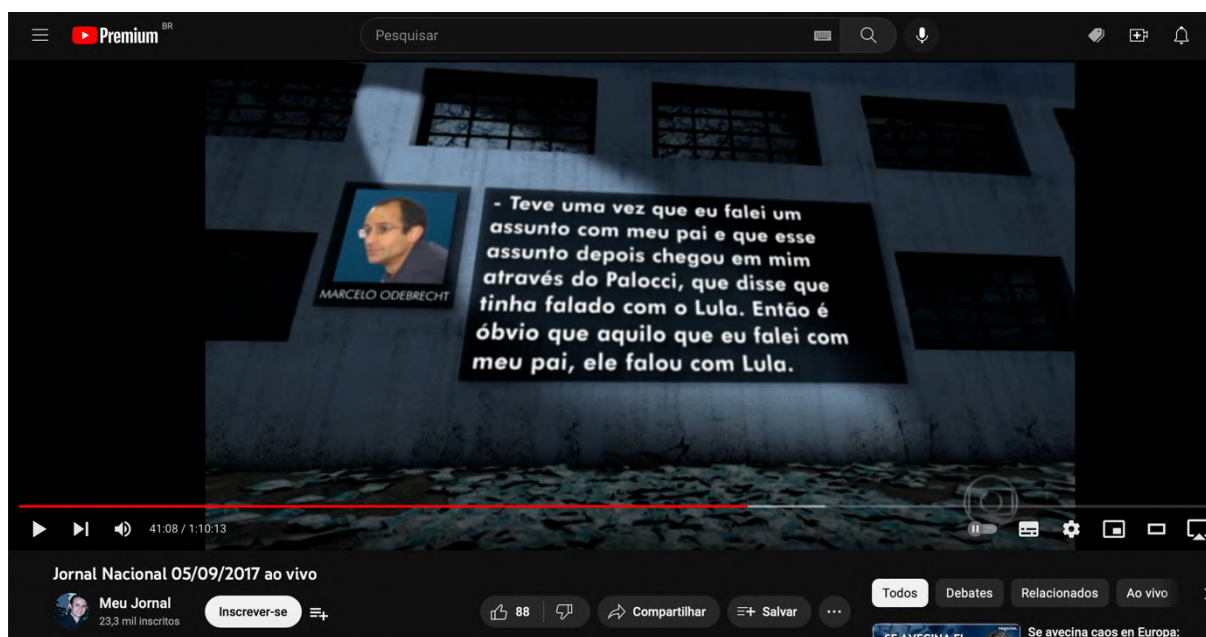 Premium BR
Pesquisar
- Teve uma vez que eu falei um
assunto com meu pai e que esse
assunto depois chegou em mim
através do Palocci, que disse que
tinha falado com o Lula. Então é
óbvio que aquilo que eu falei com
meu pai, ele falou com Lula.
MARCELO ODEBRECHT
41:08 / 1:10:13
Jornal Nacional 05/09/2017 ao vivo
Meu Jornal
23,3 mil inscritos
Inscrever-se
88
Compartilhar
Salvar
Todos
Debates
Relacionados
Ao vivo
Se avecina caos en Europa: